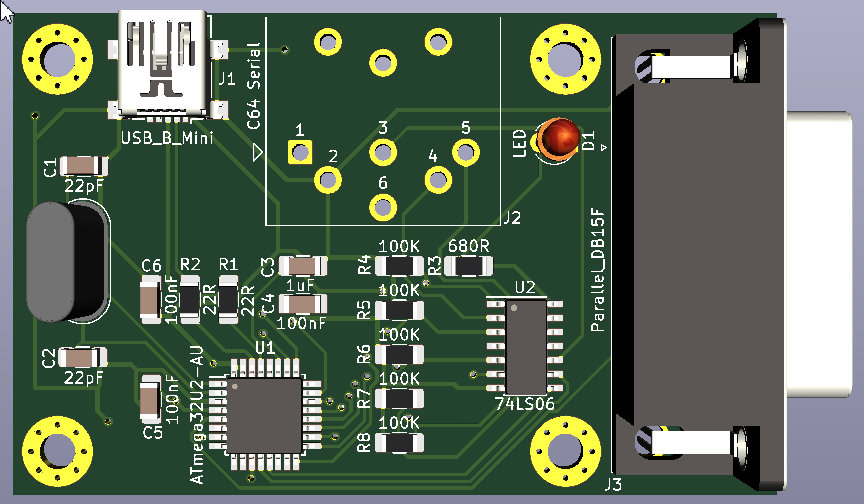 J1
USB_B_Mini
C64 Serial
1
2
3
4
5
6
J2
LED
D1
C1
22pF
C6
100nF
R2
22R
R1
22R
C3
1uF
C4
100nF
R4
100K
R3
680R
R5
100K
R6
100K
R7
100K
R8
100K
U2
74LS06
Parallel_DB15F
J3
C2
22pF
C5
100nF
U1
ATmega32U2-AU